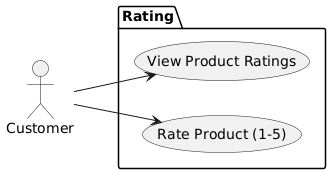 Rating
View Product Ratings
Rate Product (1-5)
Customer